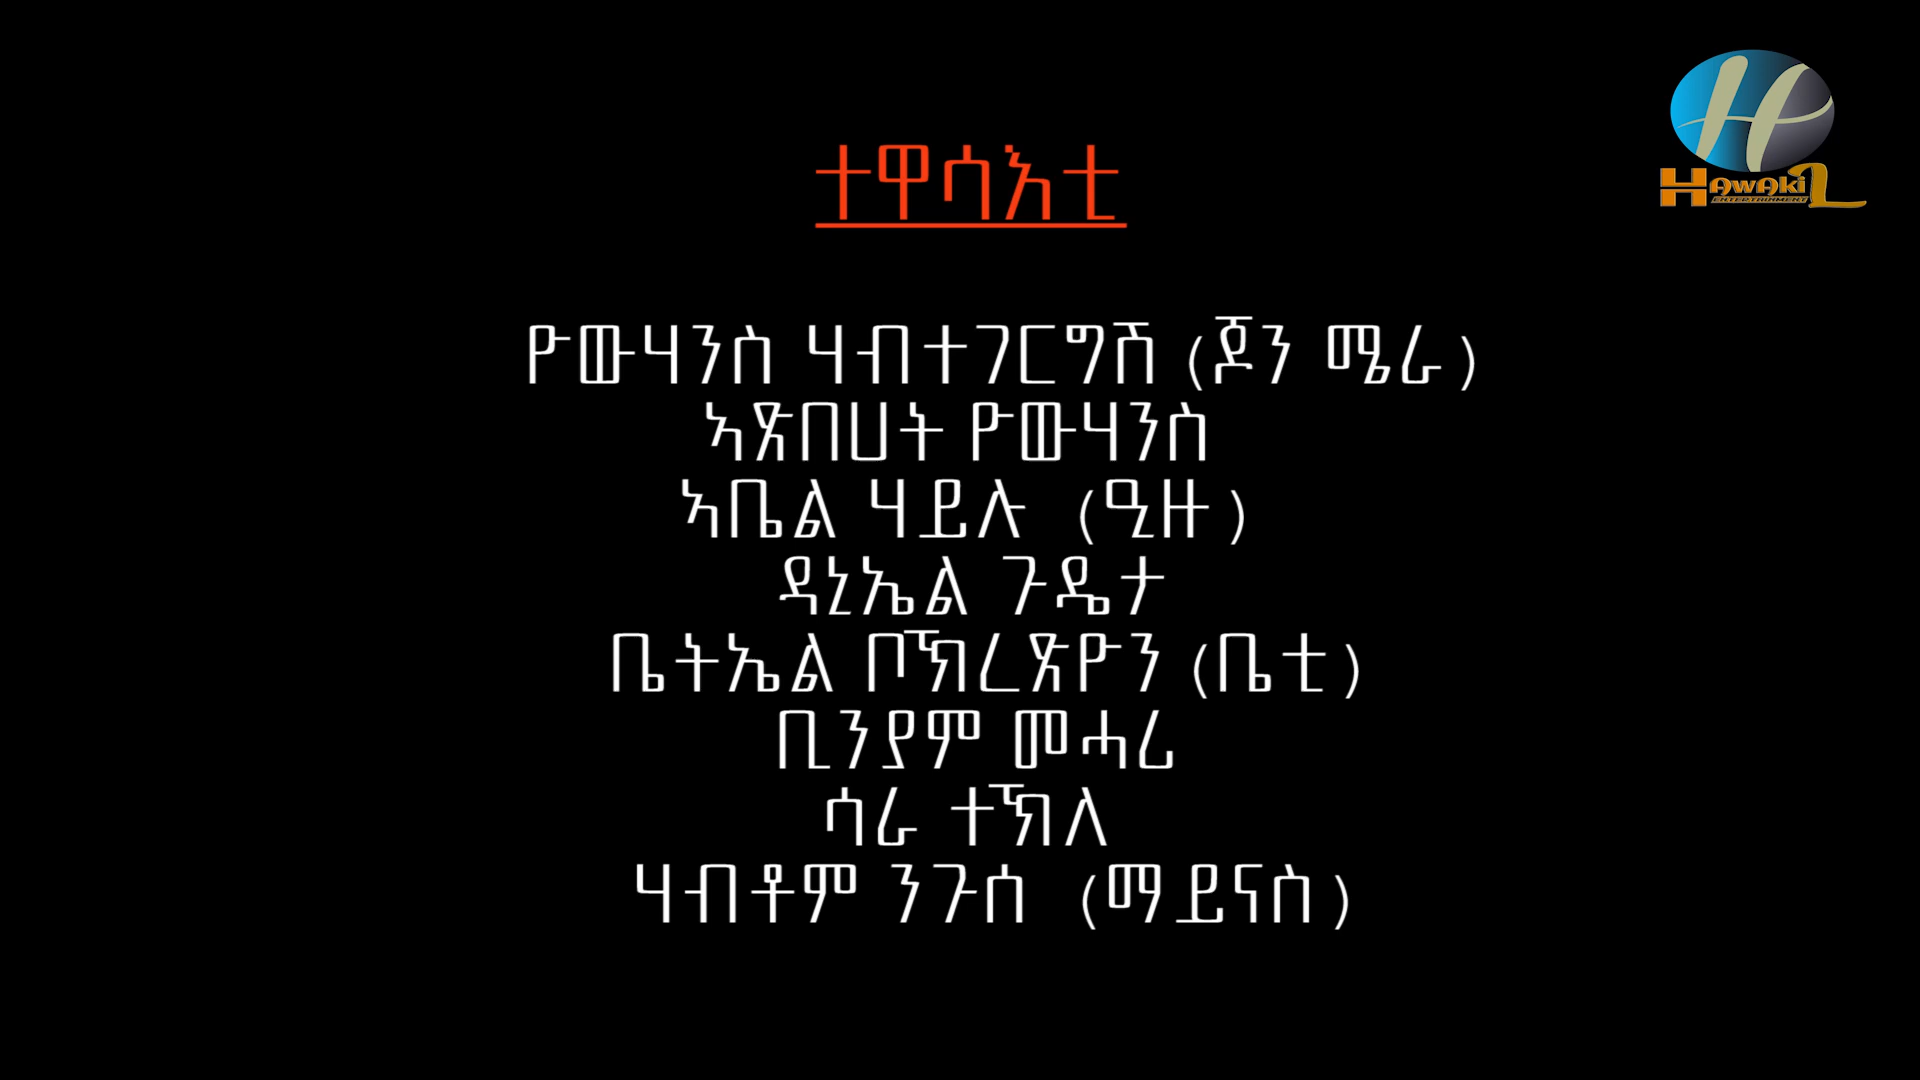 ተዋሳእቲ
HAWAKiL
ENTERTAINMENT
ዮውሃንስ ሃብተገርግሽ (ጆን ሜራ)
ኣጽበሀት ዮውሃንስ
ኣቤል ሃይሉ (ዒዙ)
ዳኒኤል ጉዴታ
ቤትኤል ቦኽረጽዮን (ቤቲ)
ቢንያም መሓሪ
ሳራ ተኽለ
ሃብቶም ንጉሰ (ማይናስ)